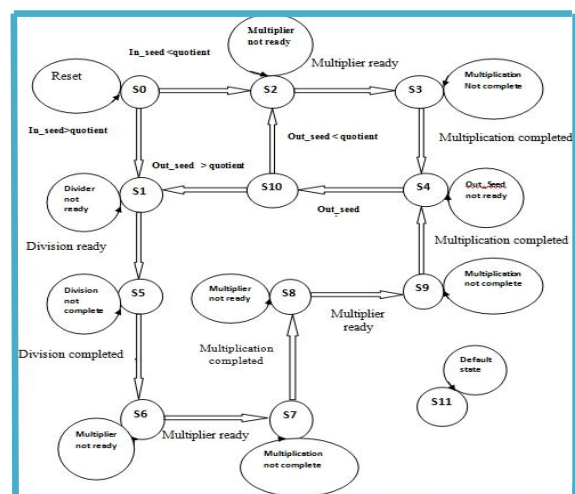 Multiplier
not ready
In_seed <quotient
Multiplier ready
Reset
S0
S2
S3
Multiplication
Not complete
In_seed>quotient
Out_seed < quotient
Multiplication completed
Out_seed > quotient
Divider
not
ready
S1
S10
S4
Out_Seed
not ready
Out_seed
Division ready
Multiplication completed
Division
not
complete
S5
Multiplier
not ready
S8
S9
Multiplication
not complete
Multiplier
ready
Division completed
Multiplication
completed
Default
state
S11
S6
S7
Multiplier
not ready
Multiplier ready
Multiplication
not complete